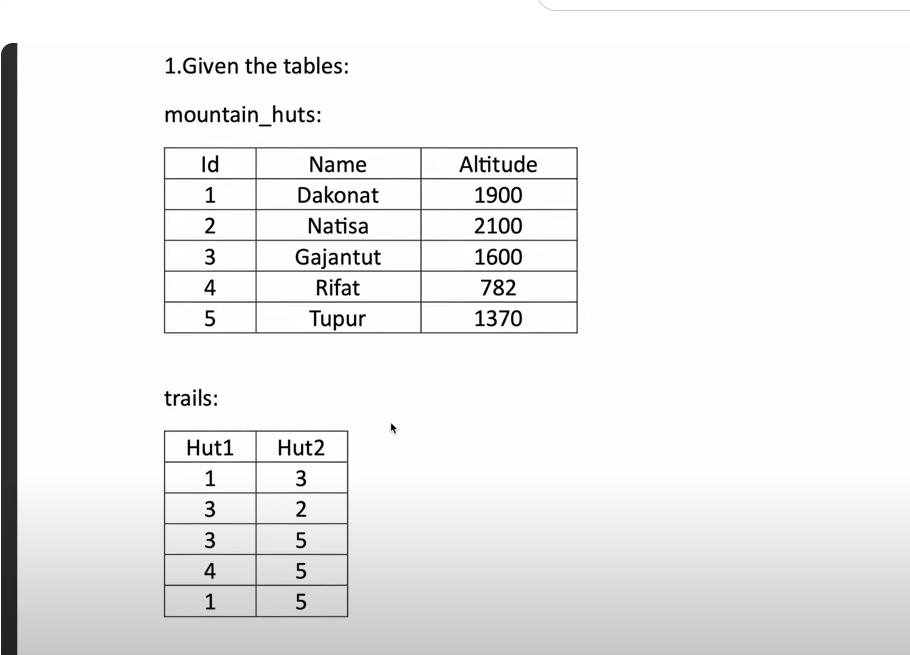 1.Given the tables:
mountain_huts:
Id Name Altitude
1 Dakonat 1900
2 Natisa 2100
3 Gajantut 1600
4 Rifat 782
5 Tupur 1370
trails:
Hut1 Hut2
1 3
3 2
3 5
4 5
1 5